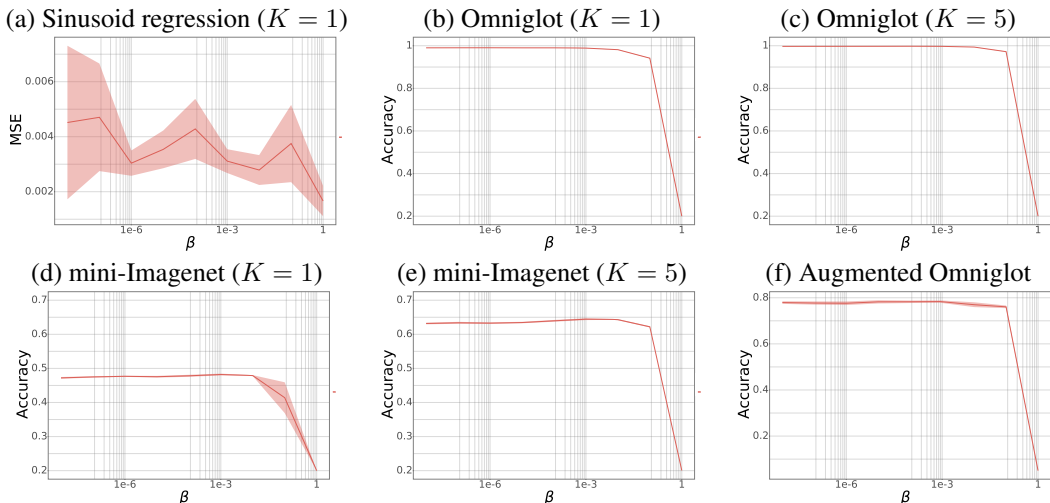 (a) Sinusoid regression (K = 1)
0.006
0.004
0.002
MSE
1e-6
1e-3
1
β
(b) Omniglot (K = 1)
1
0.8
0.6
0.4
0.2
Accuracy
1e-6
1e-3
1
β
(c) Omniglot (K = 5)
1
0.8
0.6
0.4
0.2
Accuracy
1e-6
1e-3
1
β
(d) mini-Imagenet (K = 1)
0.7
0.6
0.5
0.4
0.3
0.2
Accuracy
1e-6
1e-3
1
β
(e) mini-Imagenet (K = 5)
0.7
0.6
0.5
0.4
0.3
0.2
Accuracy
1e-6
1e-3
1
β
(f) Augmented Omniglot
0.8
0.6
0.4
0.2
Accuracy
1e-6
1e-3
1
β